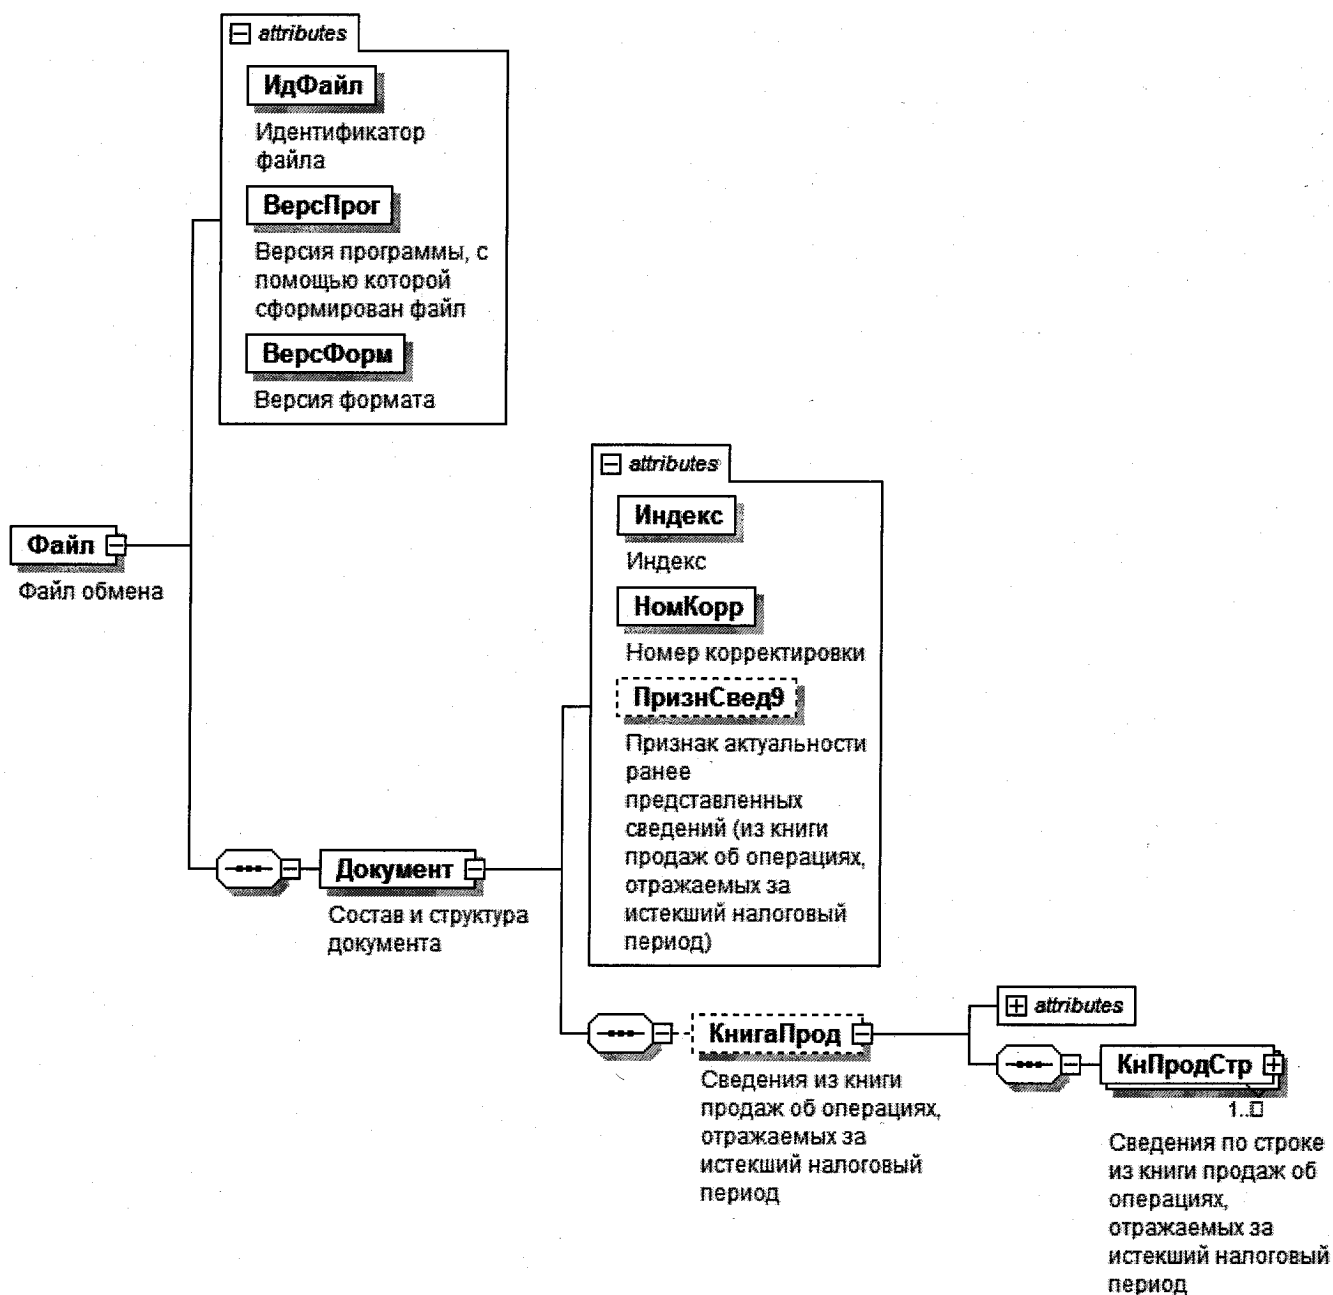 attributes
ИдФайл
Идентификатор
файла
ВерсПрог
Версия программы, с
помощью которой
сформирован файл
ВерсФорм
Версия формата
Файл
Файл обмена
Документ
Состав и структура
документа
attributes
Индекс
Индекс
НомКорр
Номер корректировки
ПризнСвед9
Признак актуальности
ранее
представленных
сведений (из книги
продаж об операциях,
отражаемых за
истекший налоговый
период)
КнигаПрод
Сведения из книги
продаж об операциях,
отражаемых за
истекший налоговый
период
attributes
КнПродСтр
1..□
Сведения по строке
из книги продаж об
операциях,
отражаемых за
истекший налоговый
период